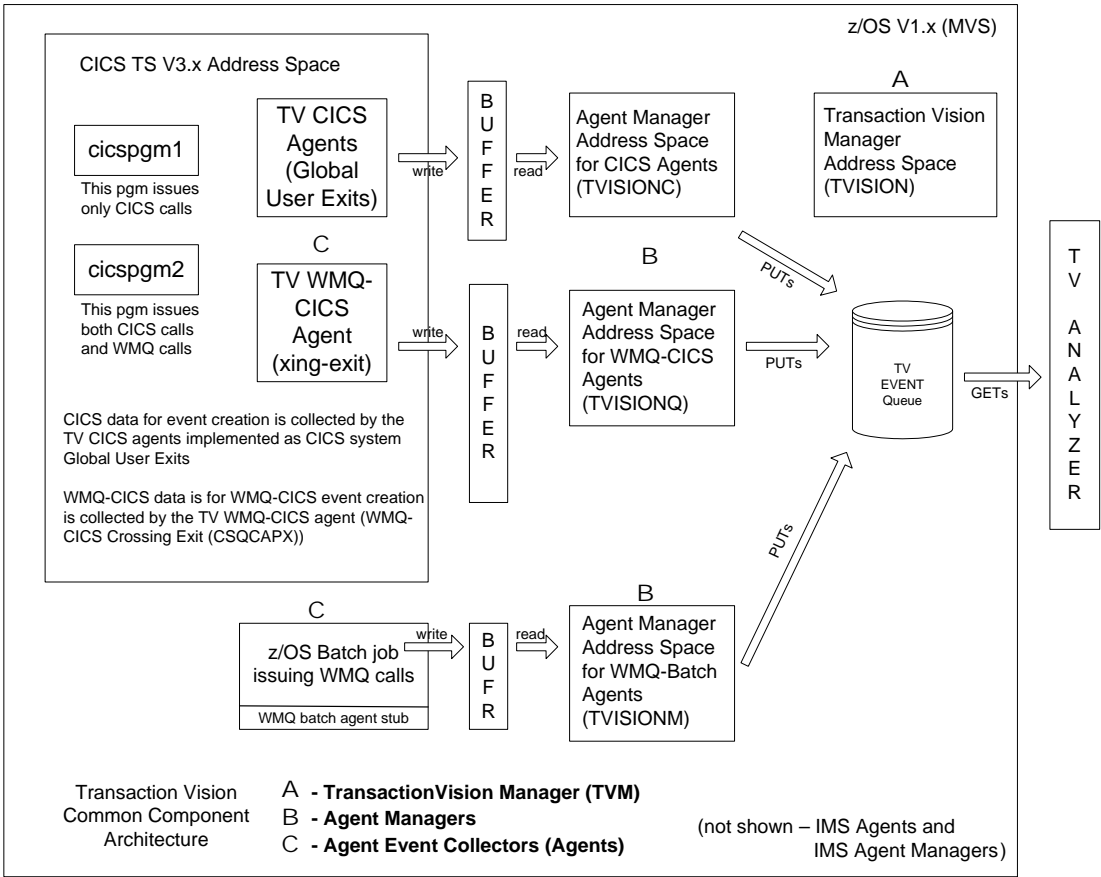 z/OS V1.x (MVS)
CICS TS V3.x Address Space
cicspgm1
This pgm issues
only CICS calls
cicspgm2
This pgm issues
both CICS calls
and WMQ calls
TV CICS
Agents
(Global
User Exits)
C
TV WMQ-
CICS
Agent
(xing-exit)
CICS data for event creation is collected by the
TV CICS agents implemented as CICS system
Global User Exits
WMQ-CICS data is for WMQ-CICS event creation
is collected by the TV WMQ-CICS agent (WMQ-
CICS Crossing Exit (CSQCAPX))
write
B
U
F
F
E
R
read
Agent Manager
Address Space
for CICS Agents
(TVISIONC)
A
Transaction Vision
Manager
Address Space
(TVISION)
PUTs
write
B
U
F
F
E
R
read
B
Agent Manager
Address Space
for WMQ-CICS
Agents
(TVISIONQ)
PUTs
TV
EVENT
Queue
GETs
T
V
A
N
A
L
Y
Z
E
R
C
z/OS Batch job
issuing WMQ calls
WMQ batch agent stub
write
B
U
F
R
read
B
Agent Manager
Address Space
for WMQ-Batch
Agents
(TVISIONM)
PUTs
Transaction Vision
Common Component
Architecture
A - TransactionVision Manager (TVM)
B - Agent Managers
C - Agent Event Collectors (Agents)
(not shown – IMS Agents and
IMS Agent Managers)